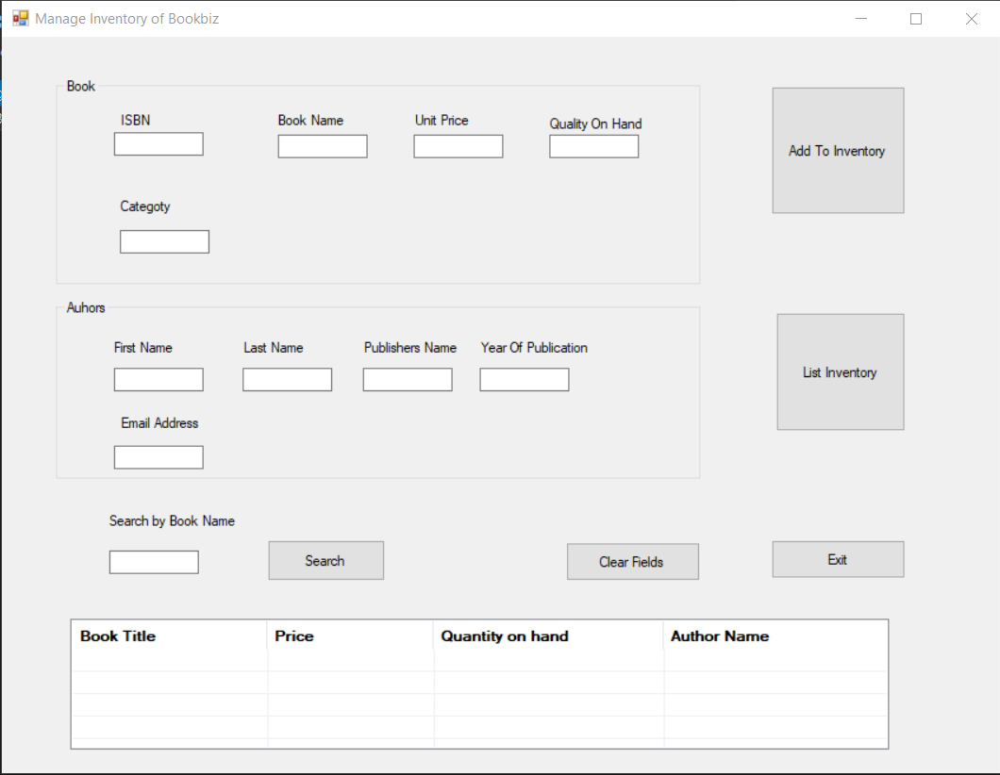 Manage Inventory of Bookbiz
Book
ISBN
Book Name
Unit Price
Quality On Hand
Add To Inventory
Categoty
Auhors
First Name
Last Name
Publishers Name
Year Of Publication
List Inventory
Email Address
Search by Book Name
Search
Clear Fields
Exit
Book Title
Price
Quantity on hand
Author Name